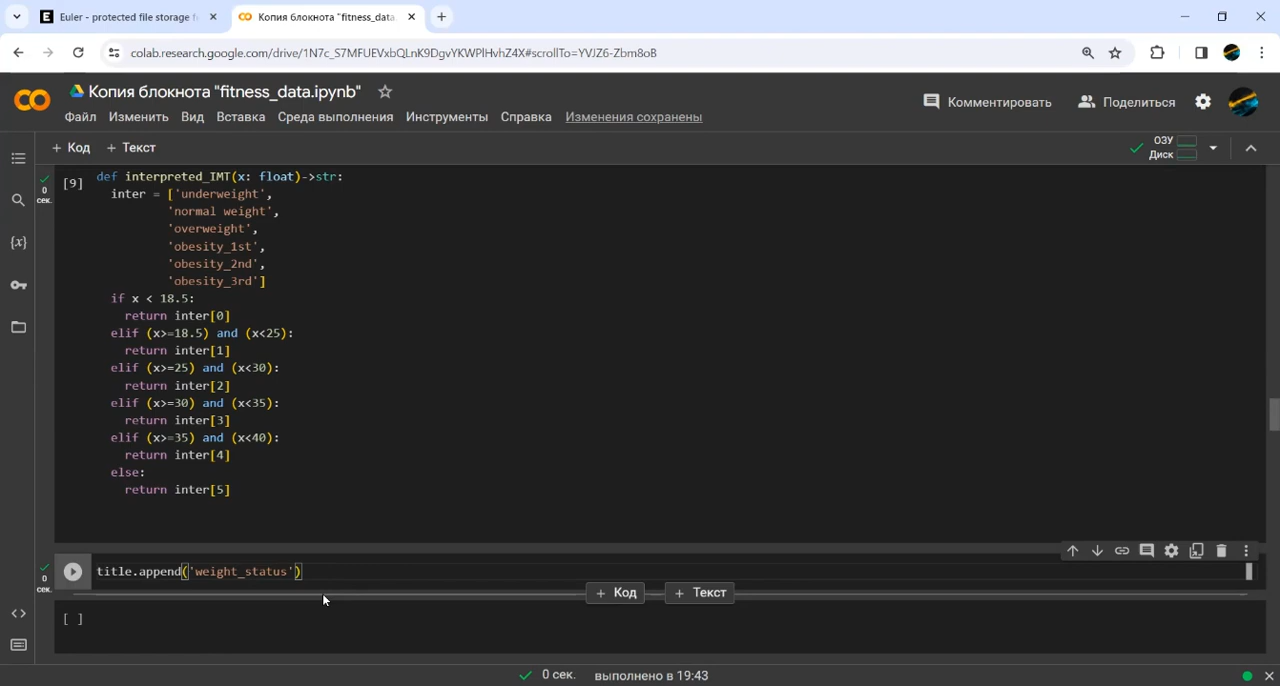 Euler - protected file storage f
Копия блокнота "fitness_data.
colab.research.google.com/drive/1N7c_S7MFUEVxbQLnK9DgvYKWPlHvhZ4X#scrollTo=YVJZ6-Zbm8oB
Копия блокнота "fitness_data.ipynb"
Комментировать
Поделиться
Файл Изменить Вид Вставка Среда выполнения Инструменты Справка Изменения сохранены
+ Код + Текст
ОЗУ
Диск
0
сек.
[9]
def interpreted_IMT(x: float)->str:
inter = ['underweight',
'normal weight',
'overweight',
'obesity_1st',
'obesity_2nd',
'obesity_3rd']
if x < 18.5:
return inter[0]
elif (x>=18.5) and (x<25):
return inter[1]
elif (x>=25) and (x<30):
return inter[2]
elif (x>=30) and (x<35):
return inter[3]
elif (x>=35) and (x<40):
return inter[4]
else:
return inter[5]
0
сек.
title.append('weight_status')
+ Код + Текст
[ ]
0 сек. выполнено в 19:43